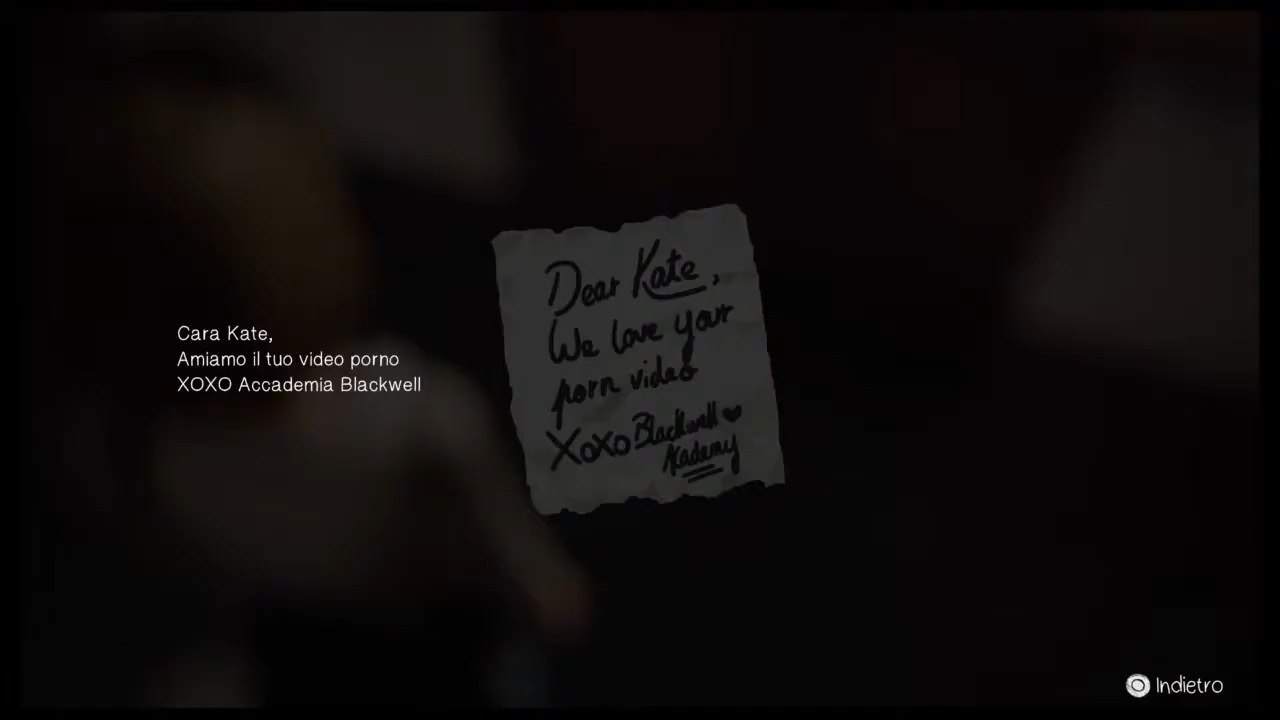 Cara Kate,
Amiamo il tuo video porno
XOXO Accademia Blackwell
Dear Kate,
We love your
porn video
XoXo Blackwell
Kademy
Indietro